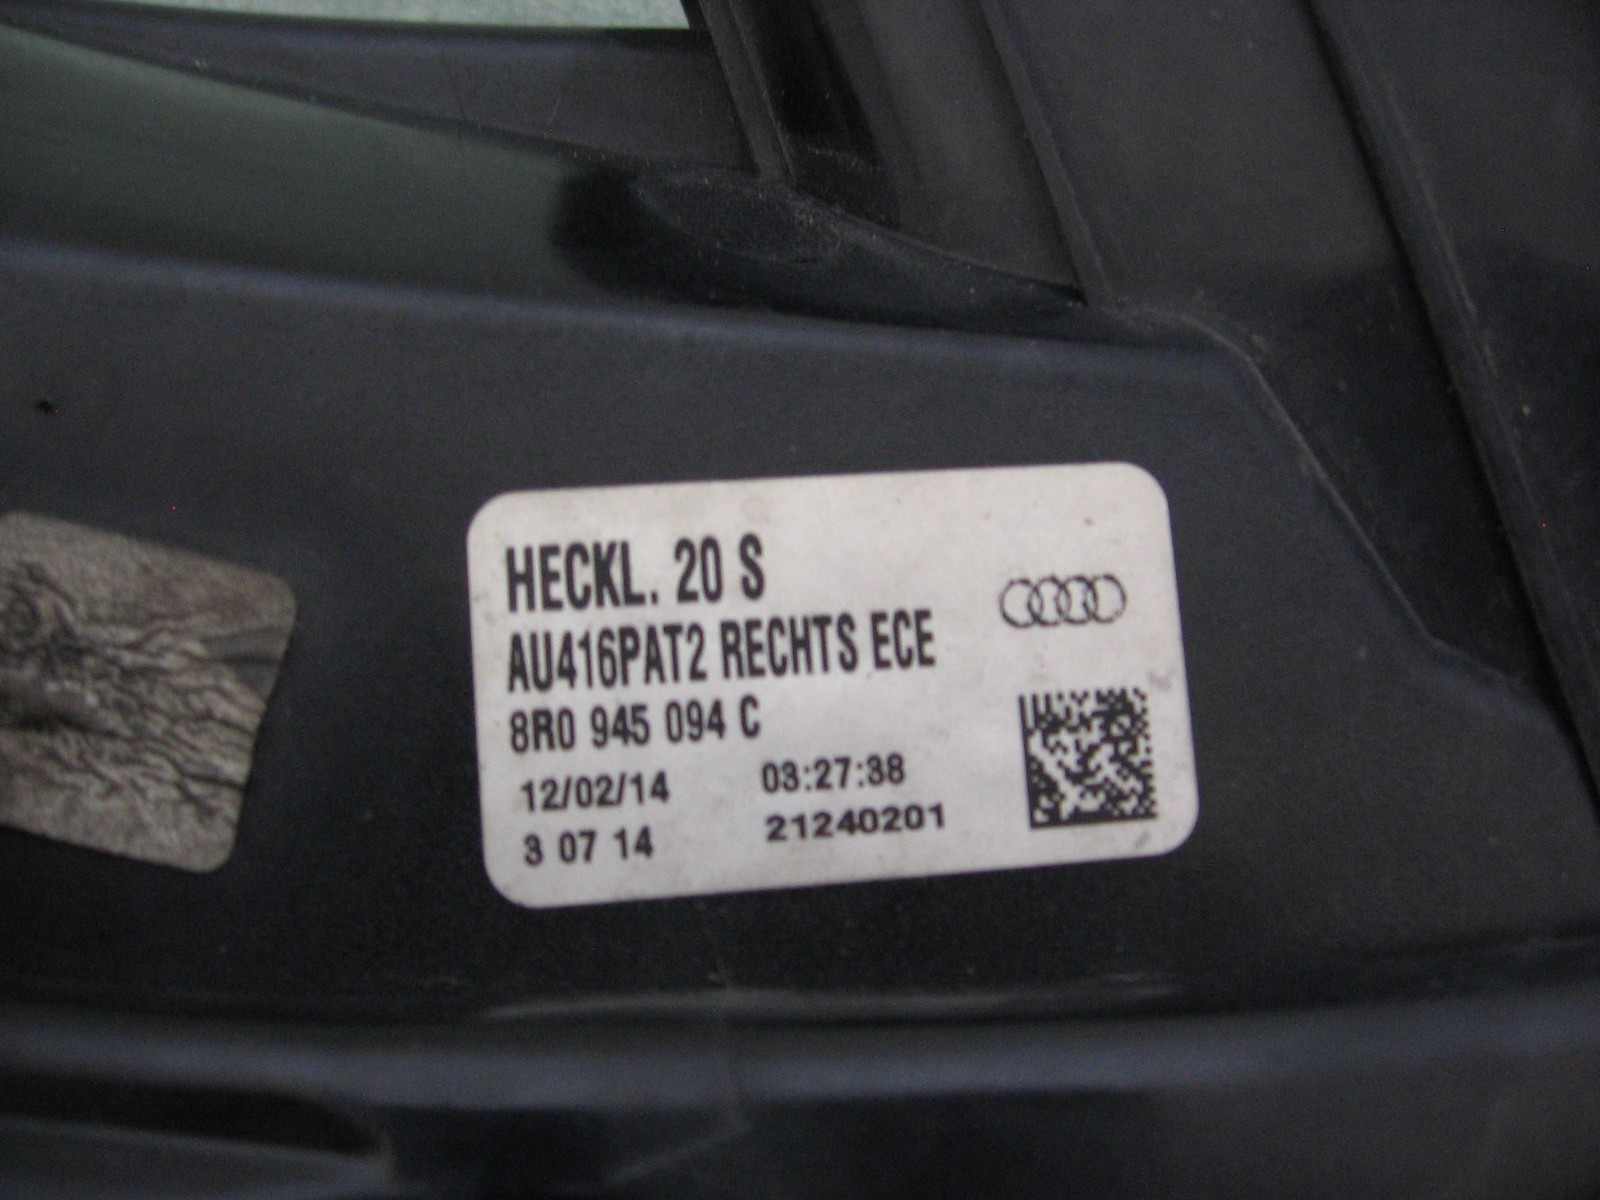 HECKL. 20 S
AU416PAT2 RECHTS ECE
8R0 945 094 C
12/02/14 03:27:38
3 07 14 21240201